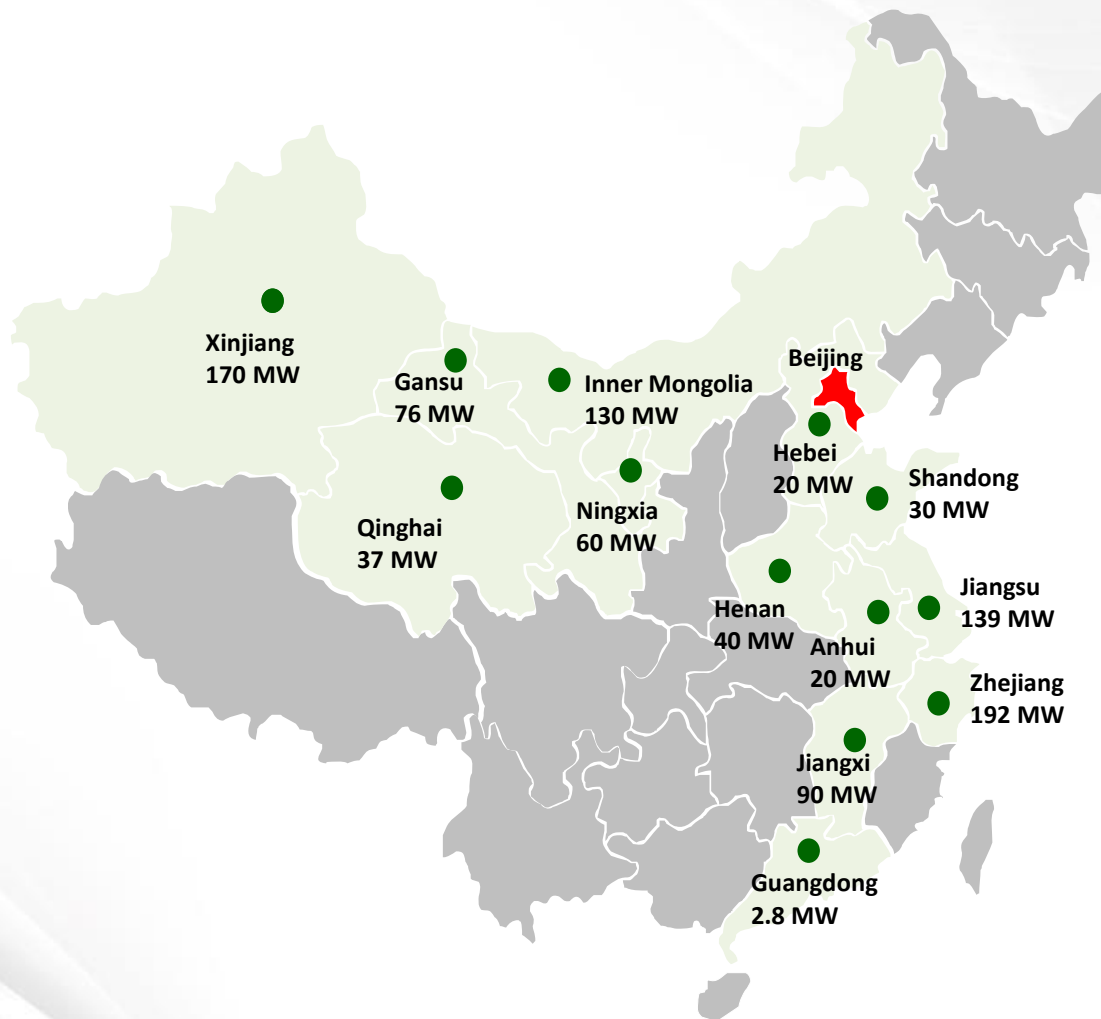 Xinjiang
170 MW
Gansu
76 MW
Inner Mongolia
130 MW
Beijing
Hebei
20 MW
Shandong
30 MW
Qinghai
37 MW
Ningxia
60 MW
Henan
40 MW
Anhui
20 MW
Jiangsu
139 MW
Zhejiang
192 MW
Jiangxi
90 MW
Guangdong
2.8 MW